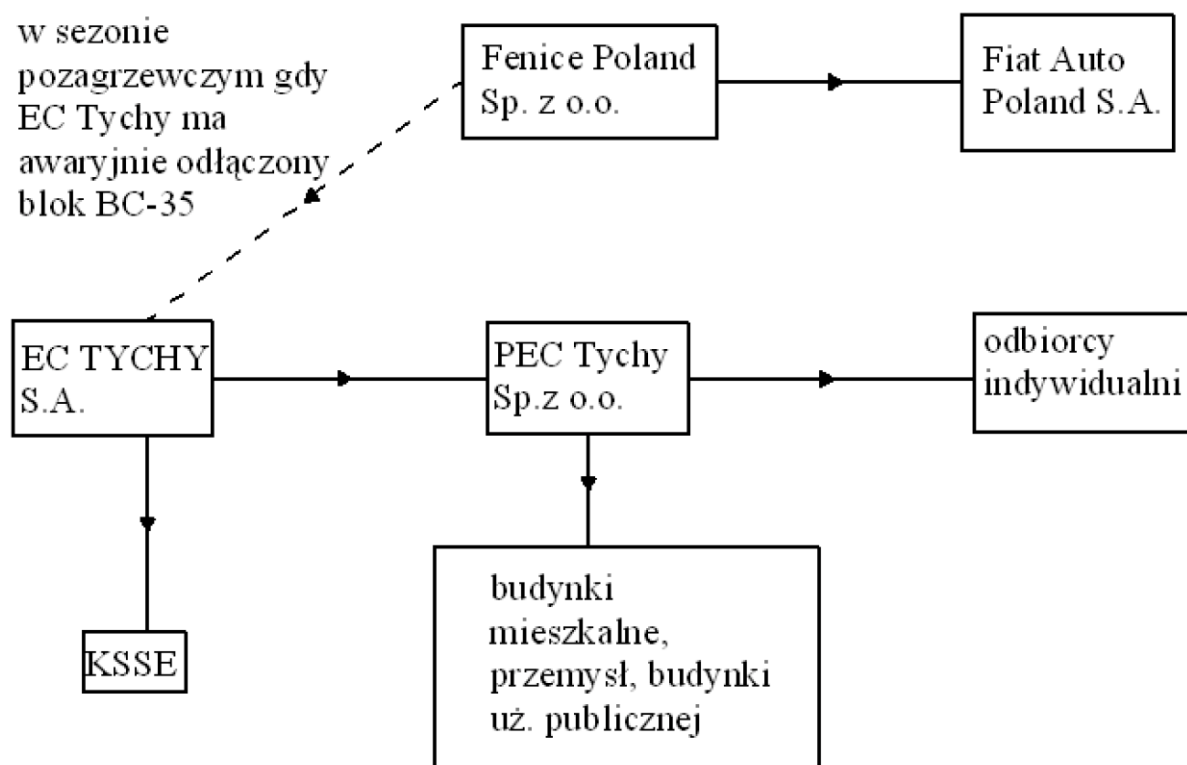 w sezonie
pozagrzewczym gdy
EC Tychy ma
awaryjnie odłączony
blok BC-35
Fenice Poland
Sp. z o.o.
Fiat Auto
Poland S.A.
EC TYCHY
S.A.
PEC Tychy
Sp.z o.o.
odbiorcy
indywidualni
KSSE
budynki
mieszkalne,
przemysł, budynki
uż. publicznej